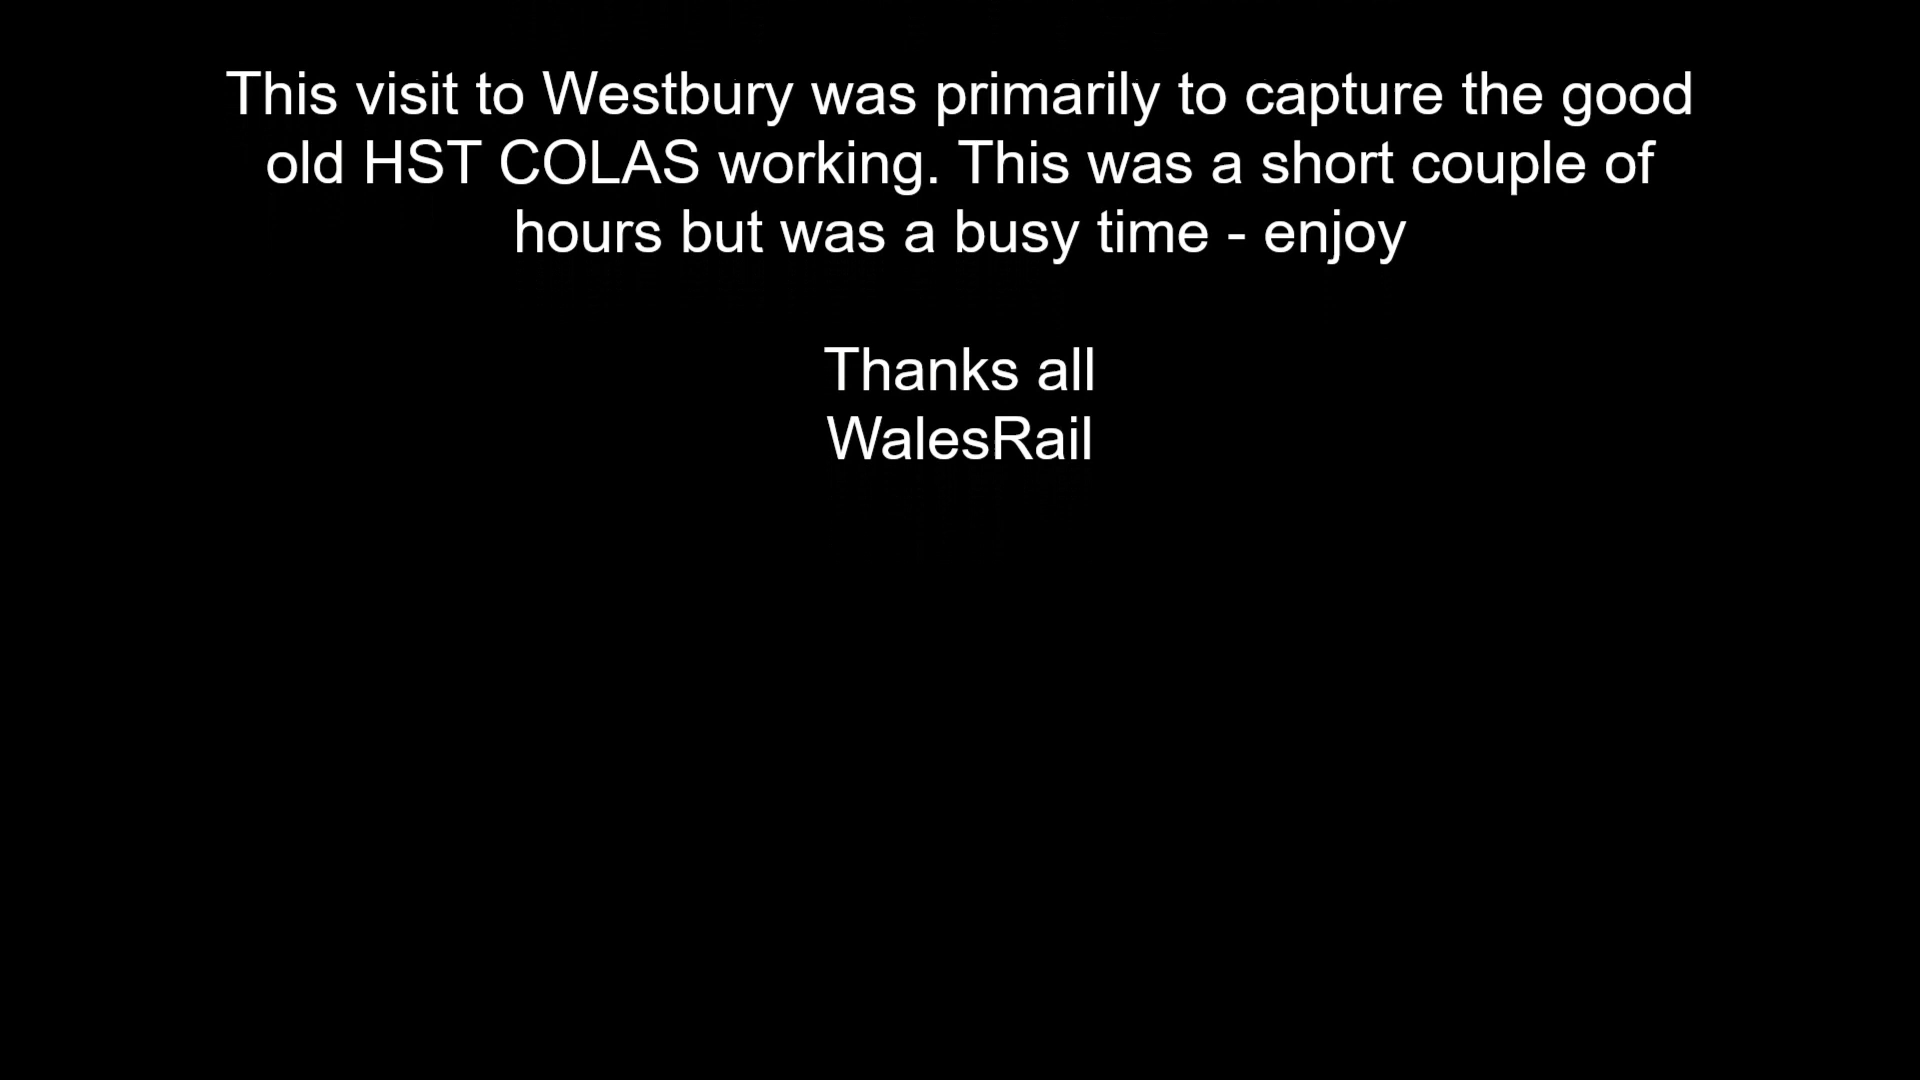 This visit to Westbury was primarily to capture the good
old HST COLAS working. This was a short couple of
hours but was a busy time - enjoy
Thanks all
WalesRail